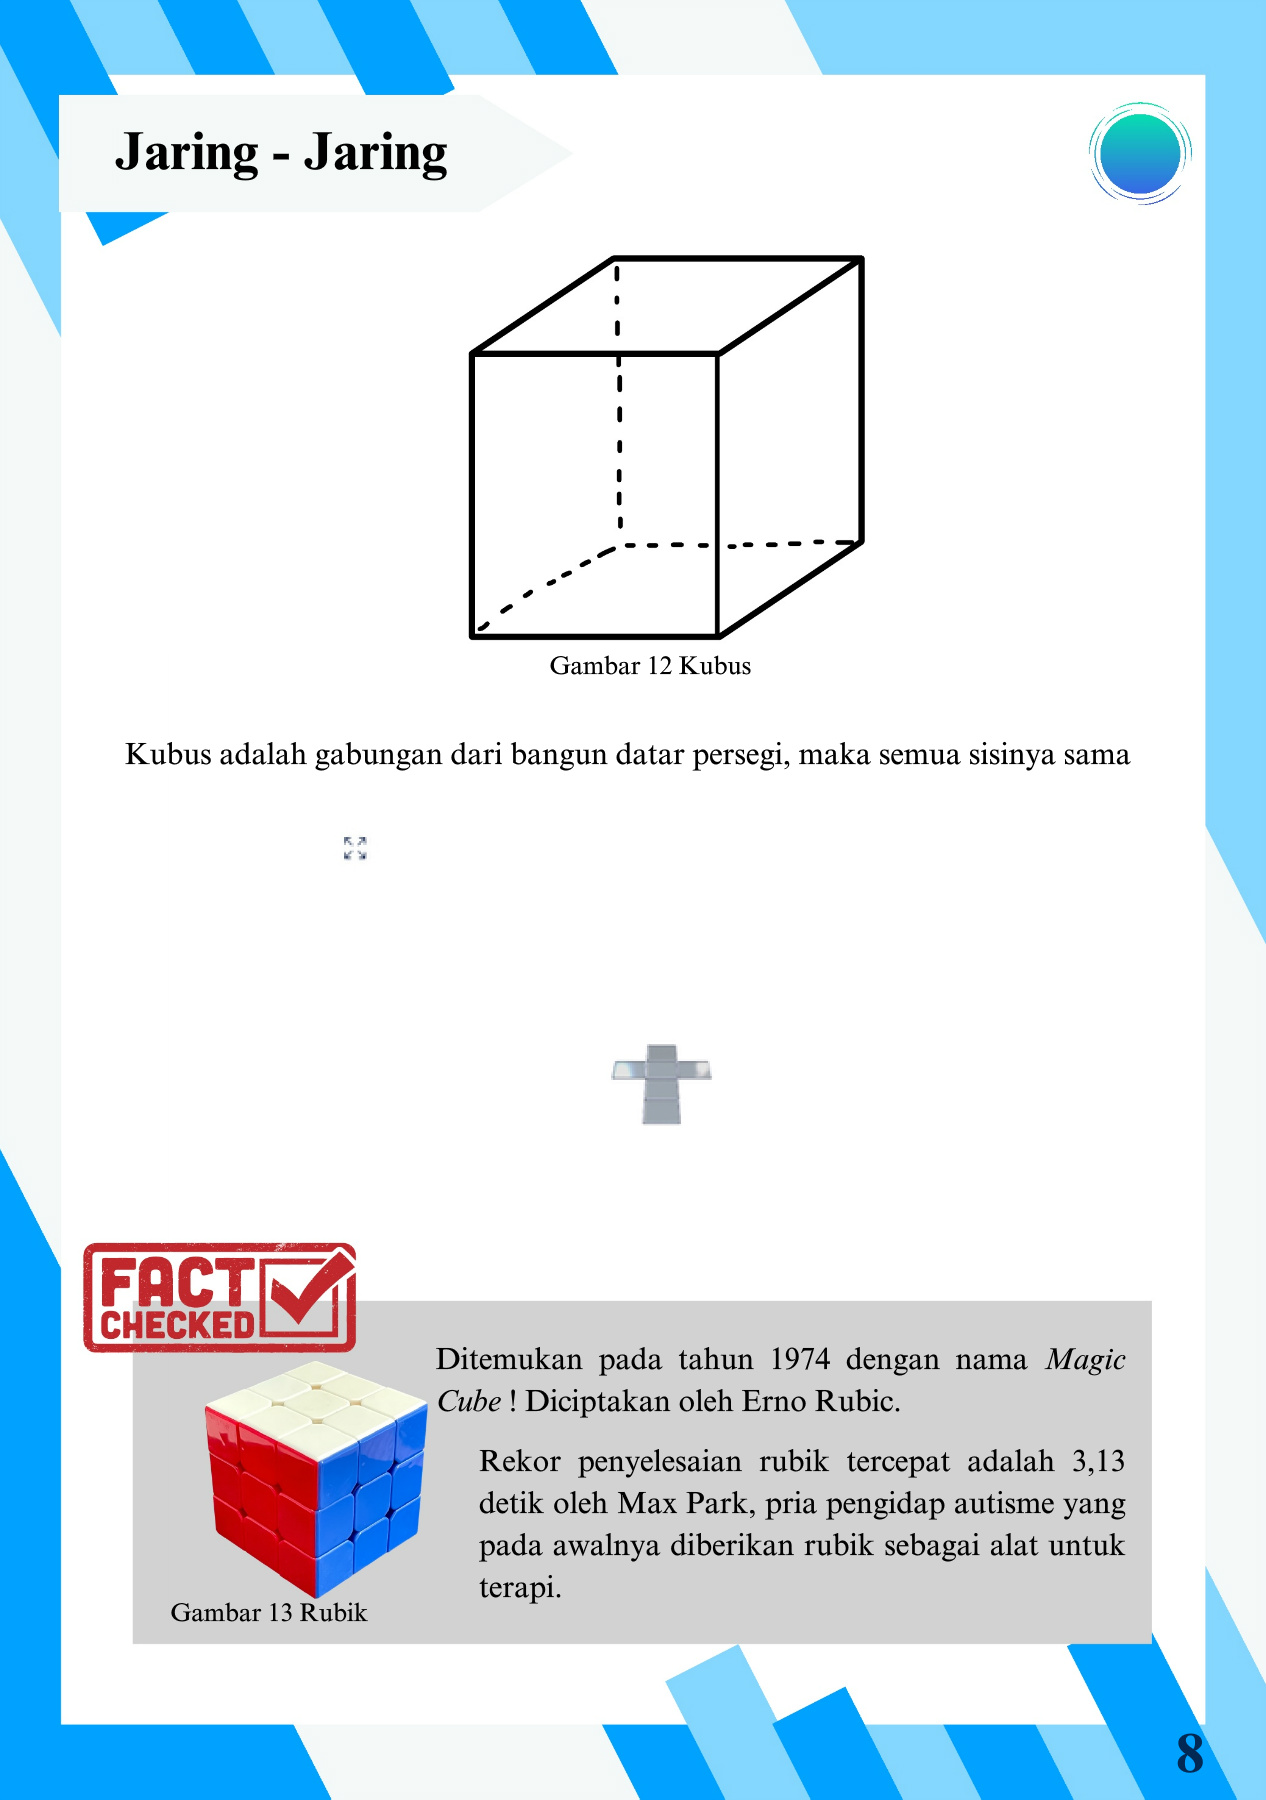 Jaring - Jaring
Gambar 12 Kubus
Kubus adalah gabungan dari bangun datar persegi, maka semua sisinya sama
FACT
CHECKED
Ditemukan pada tahun 1974 dengan nama Magic
Cube ! Diciptakan oleh Erno Rubic.
Rekor penyelesaian rubik tercepat adalah 3,13
detik oleh Max Park, pria pengidap autisme yang
pada awalnya diberikan rubik sebagai alat untuk
terapi.
Gambar 13 Rubik
8